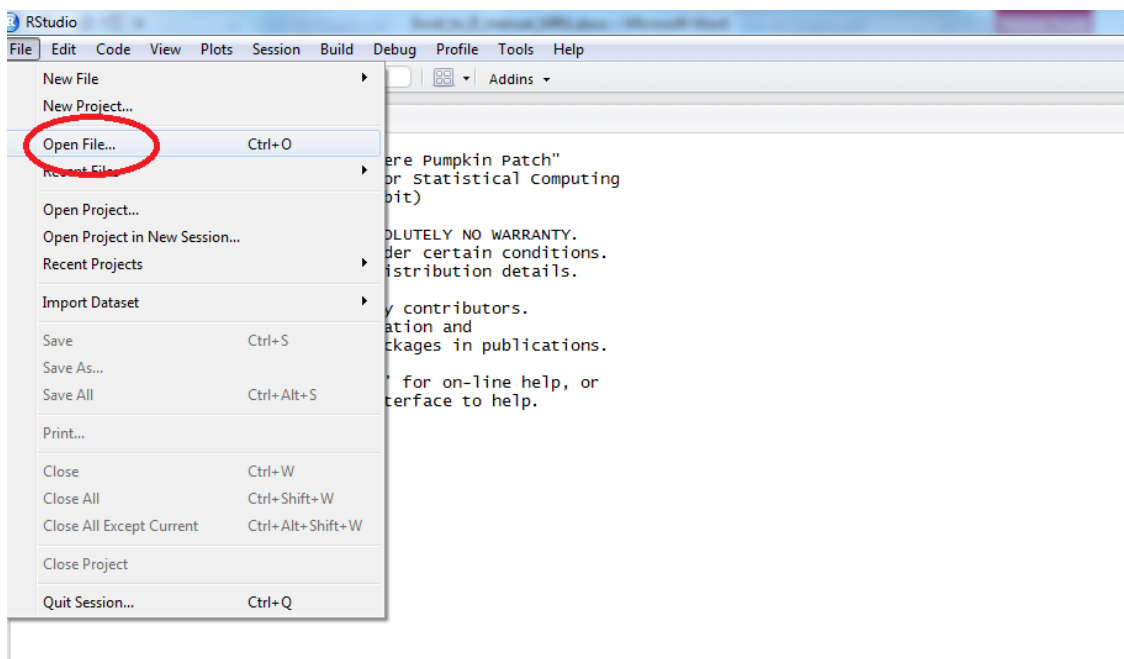 RStudio
File Edit Code View Plots Session Build Debug Profile Tools Help
Addins
New File
New Project...
Open File... Ctrl+O
Recent Files
Open Project...
Open Project in New Session...
Recent Projects
Import Dataset
Save Ctrl+S
Save As...
Save All Ctrl+Alt+S
Print...
Close Ctrl+W
Close All Ctrl+Shift+W
Close All Except Current Ctrl+Alt+Shift+W
Close Project
Quit Session... Ctrl+Q
ere Pumpkin Patch"
or Statistical Computing
bit)
OLUTELY NO WARRANTY.
der certain conditions.
istribution details.
y contributors.
ation and
ckages in publications.
' for on-line help, or
terface to help.